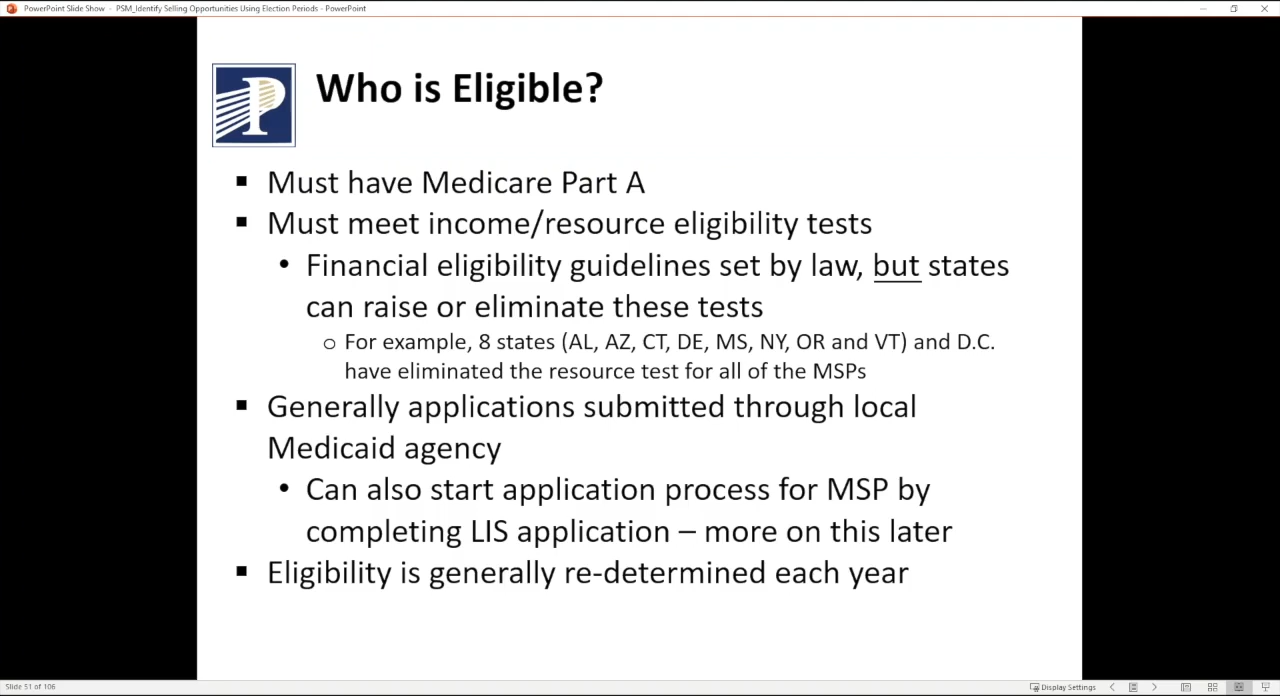 PowerPoint Slide Show - PSM_Identify Selling Opportunities Using Election Periods - PowerPoint
P
Who is Eligible?
▪ Must have Medicare Part A
▪ Must meet income/resource eligibility tests
• Financial eligibility guidelines set by law, but states
can raise or eliminate these tests
o For example, 8 states (AL, AZ, CT, DE, MS, NY, OR and VT) and D.C.
have eliminated the resource test for all of the MSPs
▪ Generally applications submitted through local
Medicaid agency
• Can also start application process for MSP by
completing LIS application – more on this later
▪ Eligibility is generally re-determined each year
Slide 51 of 106
Display Settings